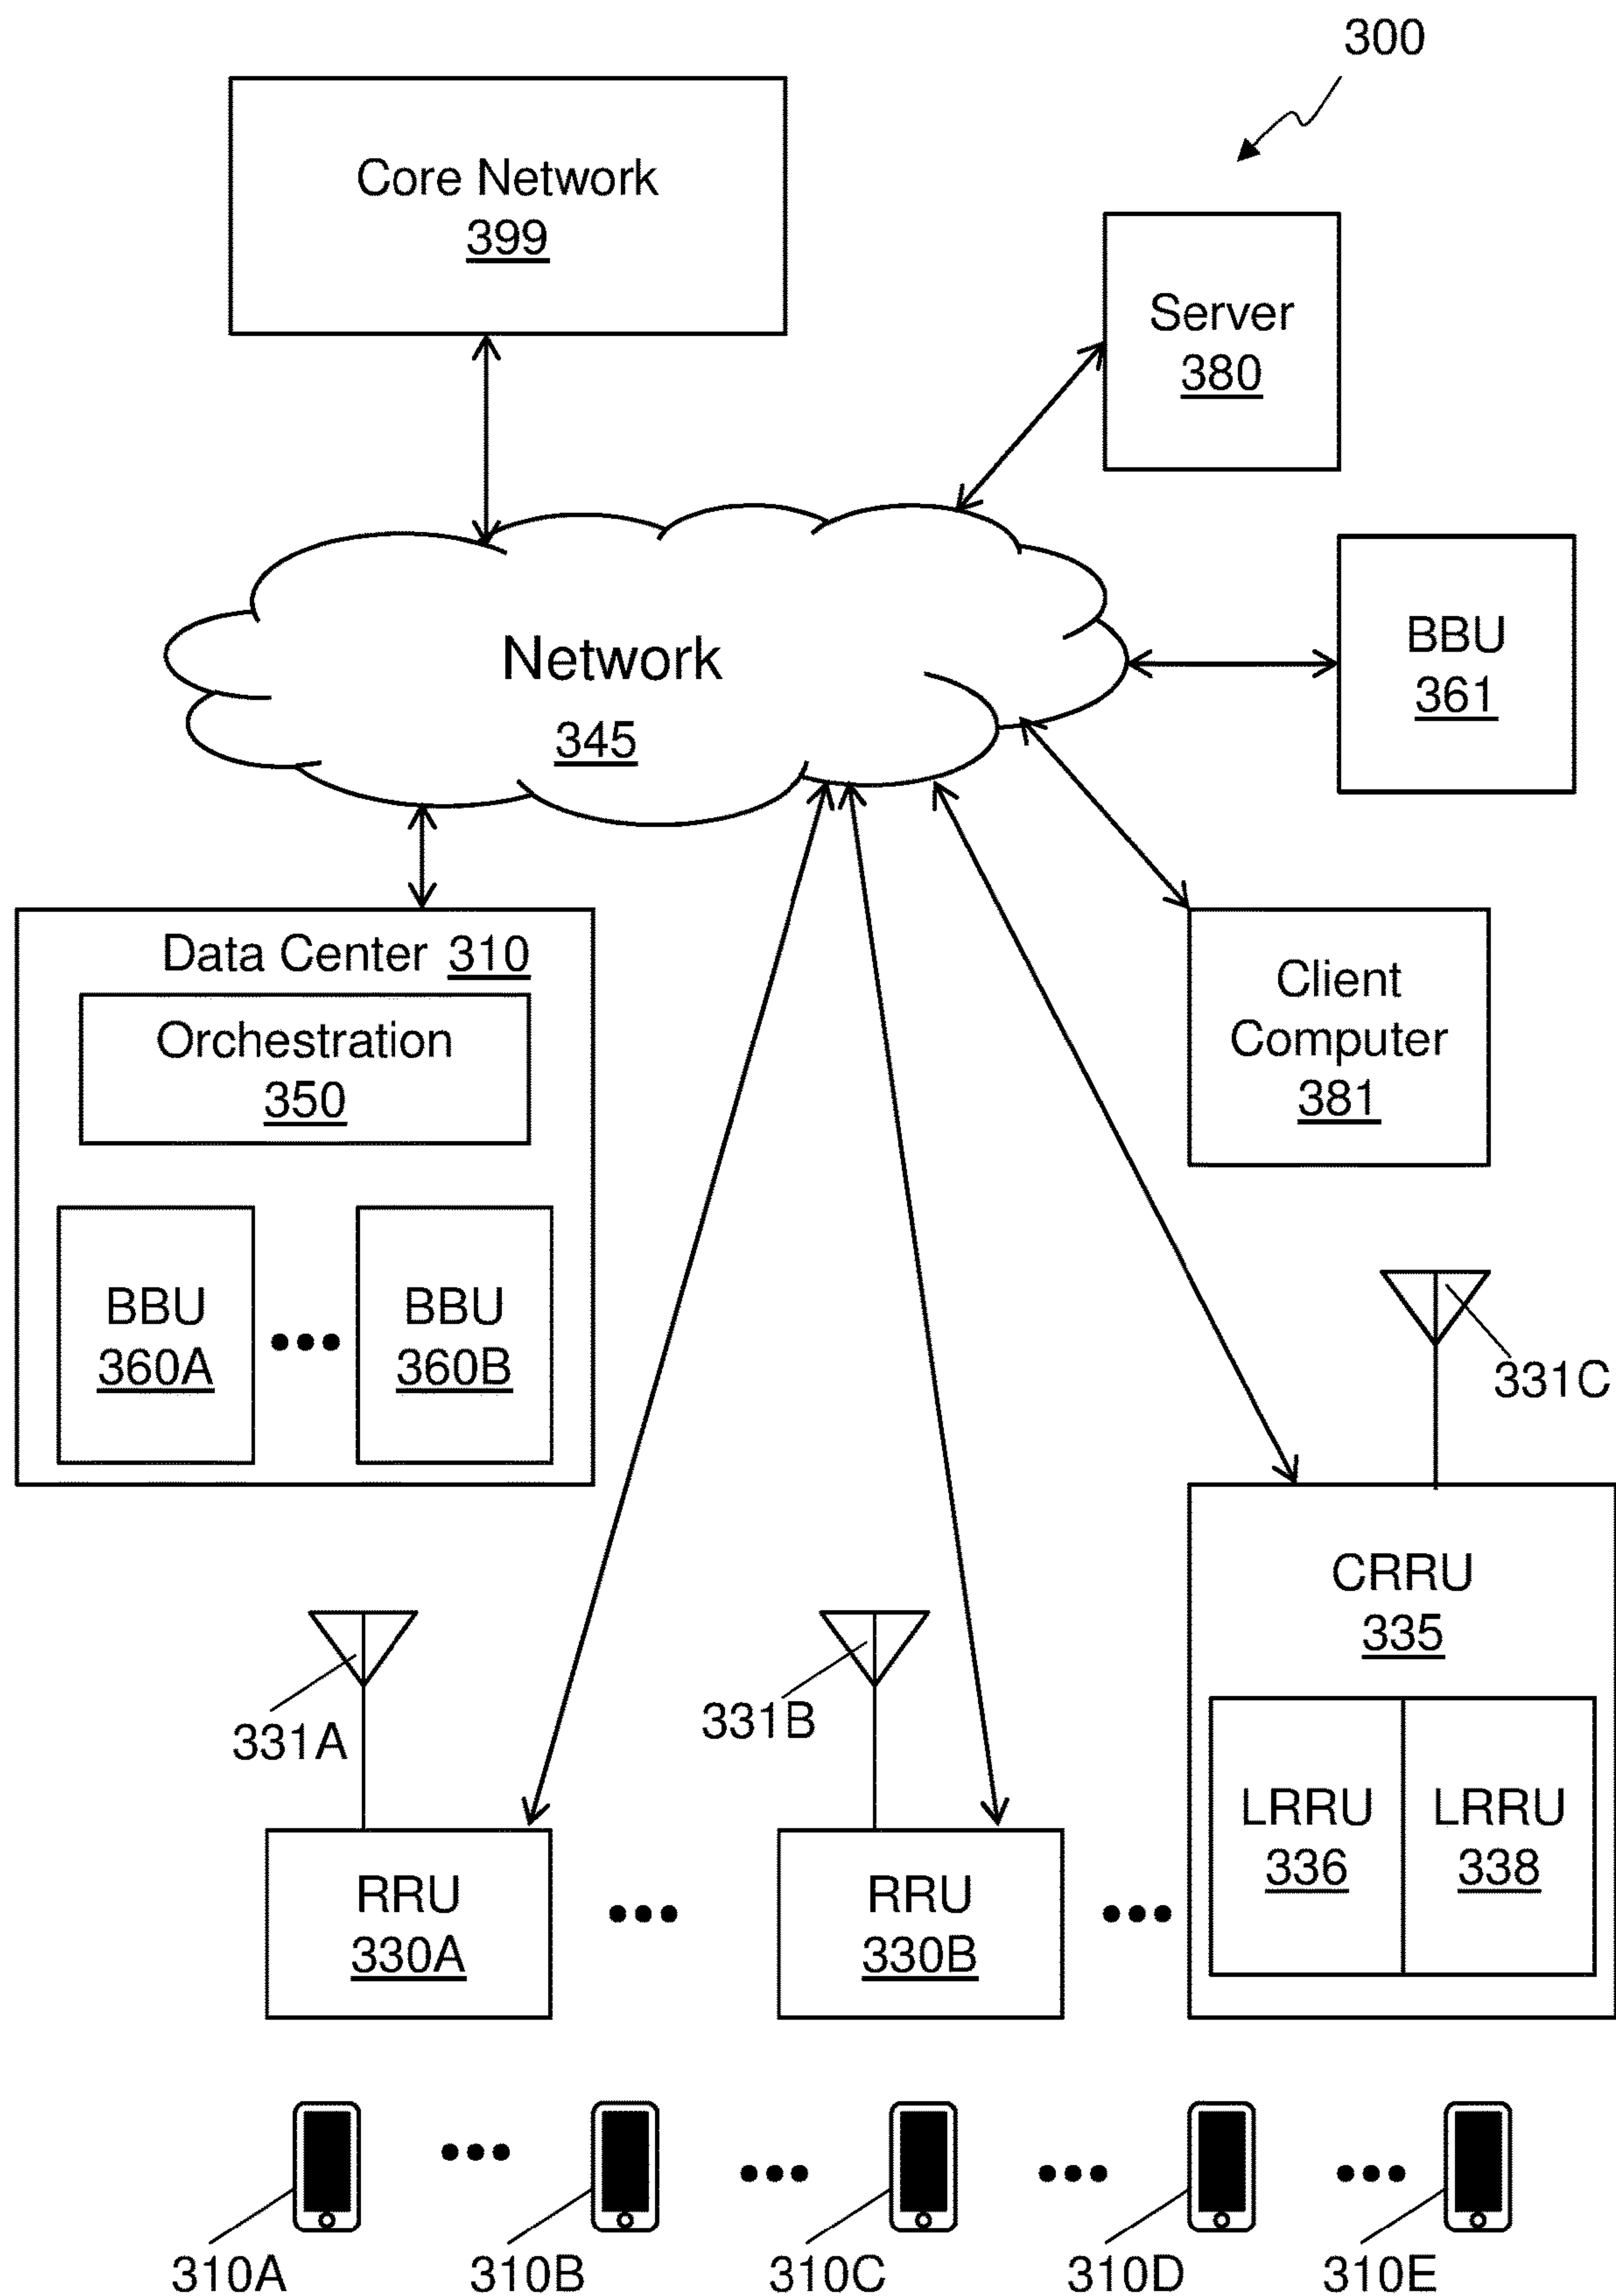 300
Core Network
399
Server
380
Network
345
BBU
361
Data Center 310
Orchestration
350
Client
Computer
381
BBU
360A
BBU
360B
331C
CRRU
335
331A
331B
LRRU
336
LRRU
338
RRU
330A
RRU
330B
310A
310B
310C
310D
310E